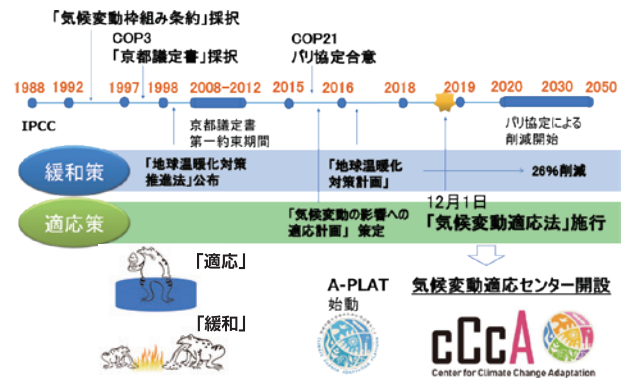 「気候変動枠組み条約」採択
COP3
「京都議定書」採択
COP21
パリ協定合意
1988 1992 1997 1998 2008-2012 2015 2016 2018 2019 2020 2030 2050
IPCC
京都議定書
第一約束期間
パリ協定による
削減開始
緩和策
「地球温暖化対策
推進法」公布
「地球温暖化
対策計画」
26%削減
適応策
「気候変動の影響への
適応計画」 策定
12月1日
「気候変動適応法」施行
「適応」
「緩和」
A-PLAT
始動
気候変動適応センター開設
CCCA
Center for Climate Change Adaptation